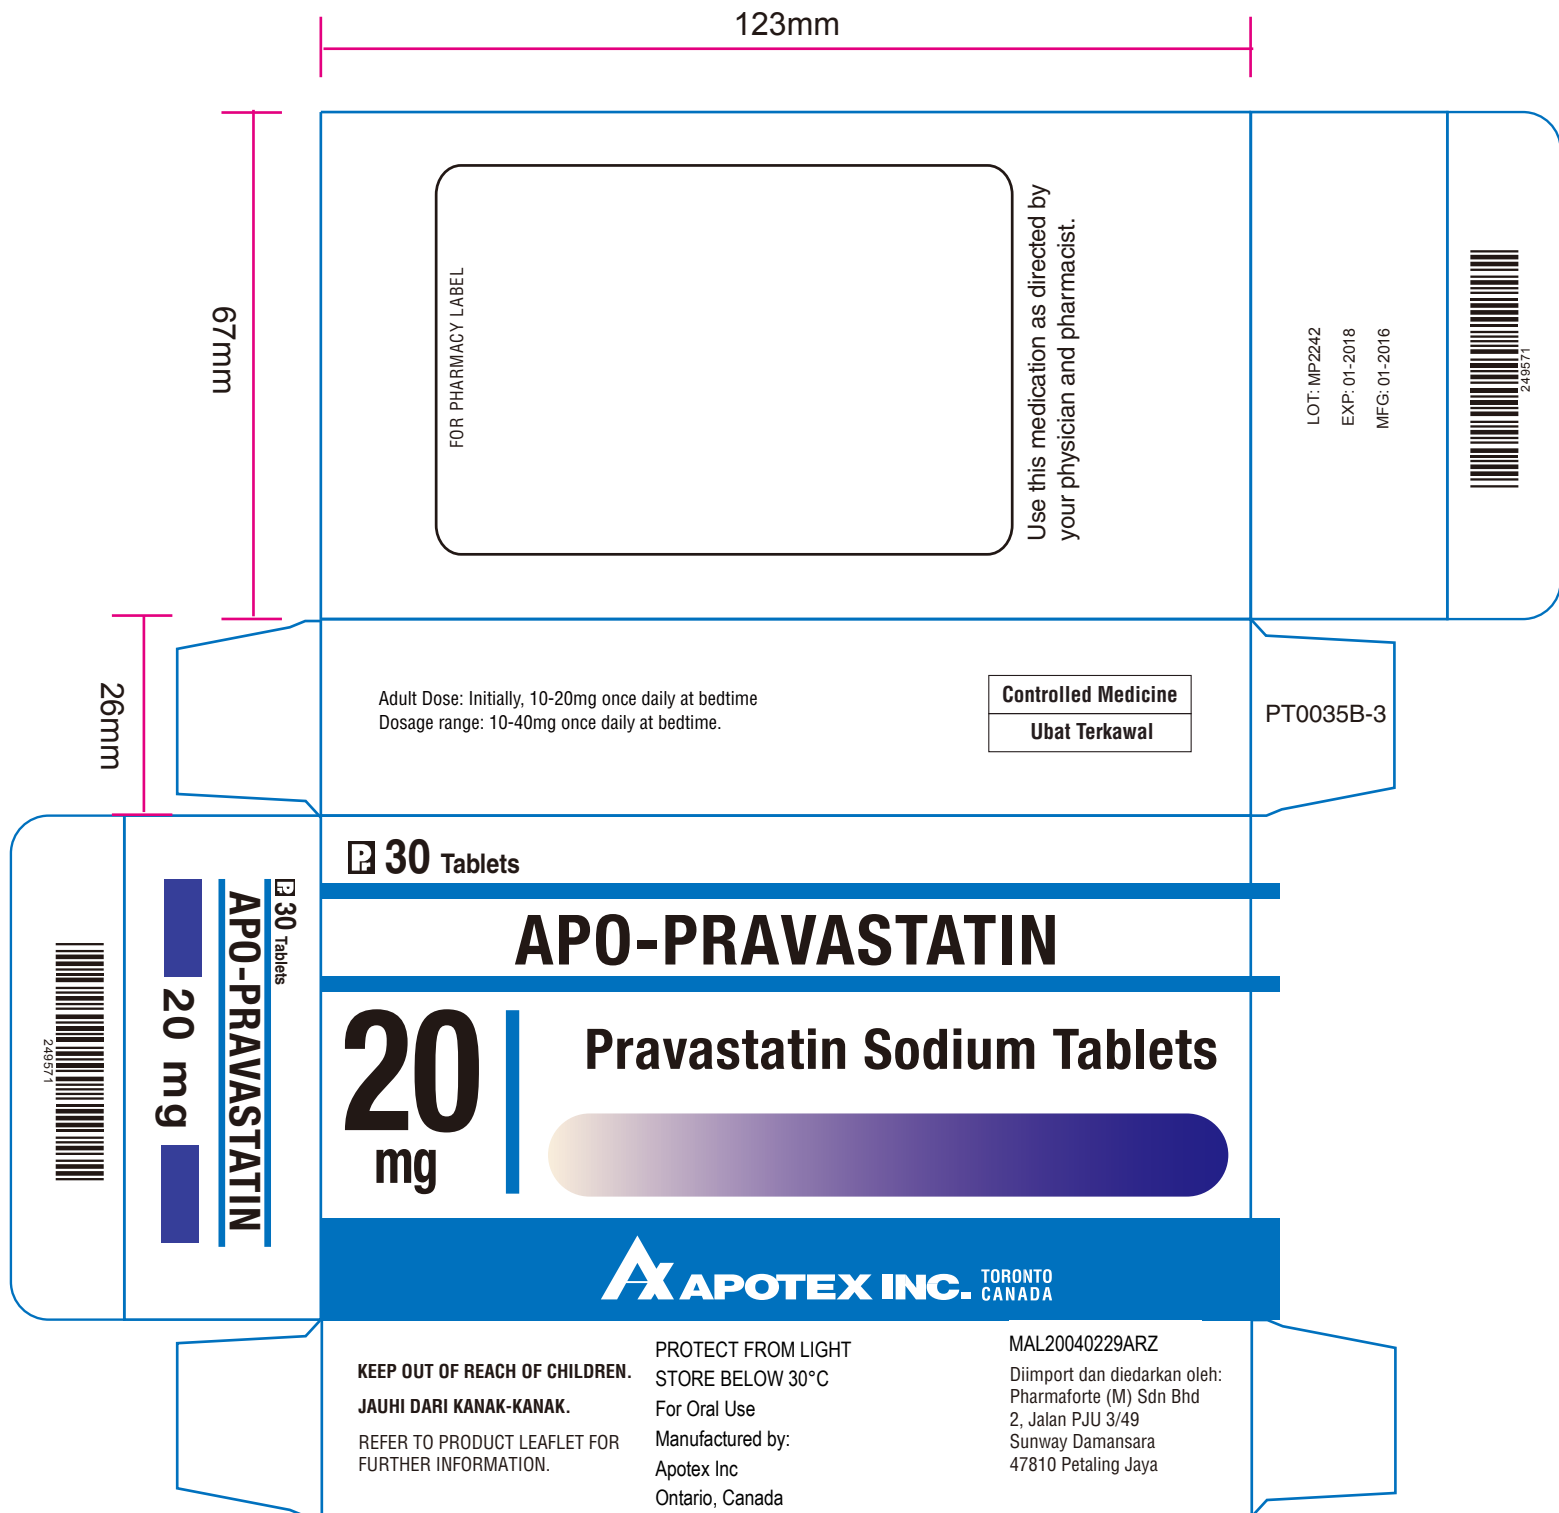 123mm
67mm
26mm
FOR PHARMACY LABEL
Use this medication as directed by
your physician and pharmacist.
LOT: MP2242
EXP: 01-2018
MFG: 01-2016
249571
Adult Dose: Initially, 10-20mg once daily at bedtime
Dosage range: 10-40mg once daily at bedtime.
Controlled Medicine
Ubat Terkawal
PT0035B-3
Pr 30 Tablets
APO-PRAVASTATIN
20 mg
249571
Pr 30 Tablets
APO-PRAVASTATIN
20
mg
Pravastatin Sodium Tablets
APOTEX INC. TORONTO
CANADA
KEEP OUT OF REACH OF CHILDREN.
JAUHI DARI KANAK-KANAK.
REFER TO PRODUCT LEAFLET FOR
FURTHER INFORMATION.
PROTECT FROM LIGHT
STORE BELOW 30°C
For Oral Use
Manufactured by:
Apotex Inc
Ontario, Canada
MAL20040229ARZ
Diimport dan diedarkan oleh:
Pharmaforte (M) Sdn Bhd
2, Jalan PJU 3/49
Sunway Damansara
47810 Petaling Jaya